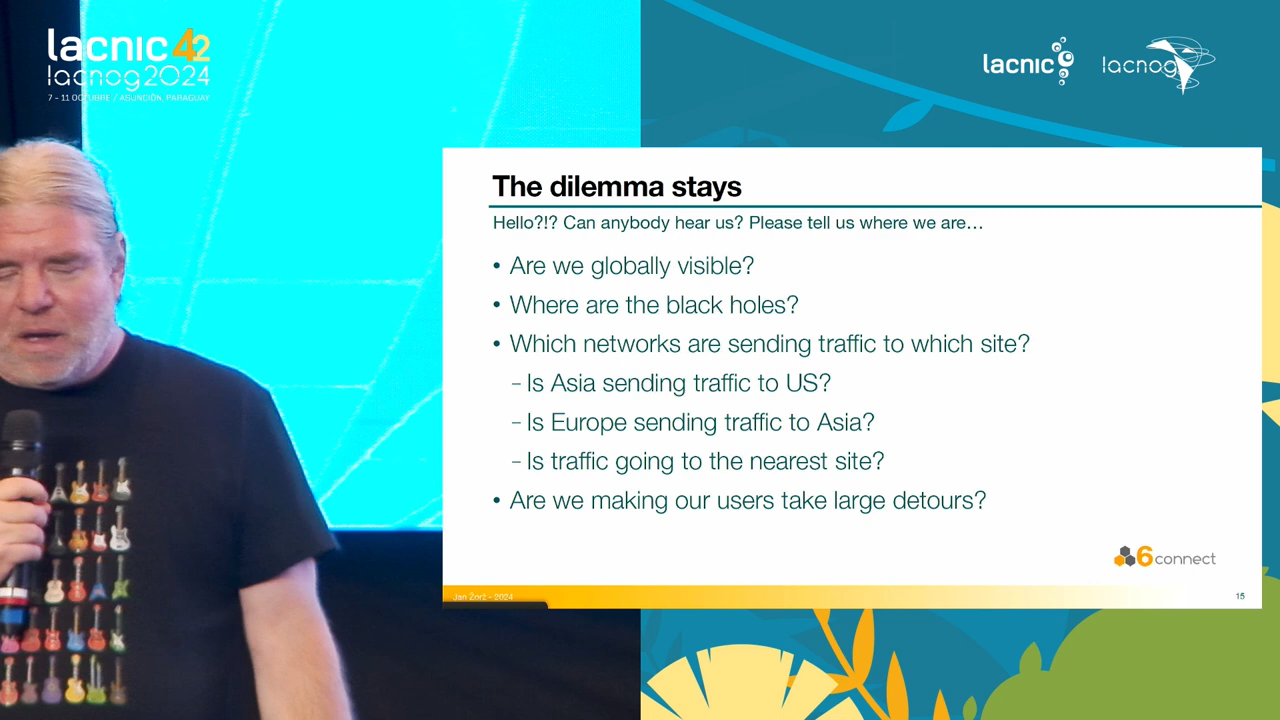 lacnic 42
lacnog2024
7 - 11 OCTUBRE / ASUNCIÓN, PARAGUAY
lacnic
lacnog
The dilemma stays
Hello?!? Can anybody hear us? Please tell us where we are...
• Are we globally visible?
• Where are the black holes?
• Which networks are sending traffic to which site?
- Is Asia sending traffic to US?
- Is Europe sending traffic to Asia?
- Is traffic going to the nearest site?
• Are we making our users take large detours?
6connect
Jan Žorž - 2024
15